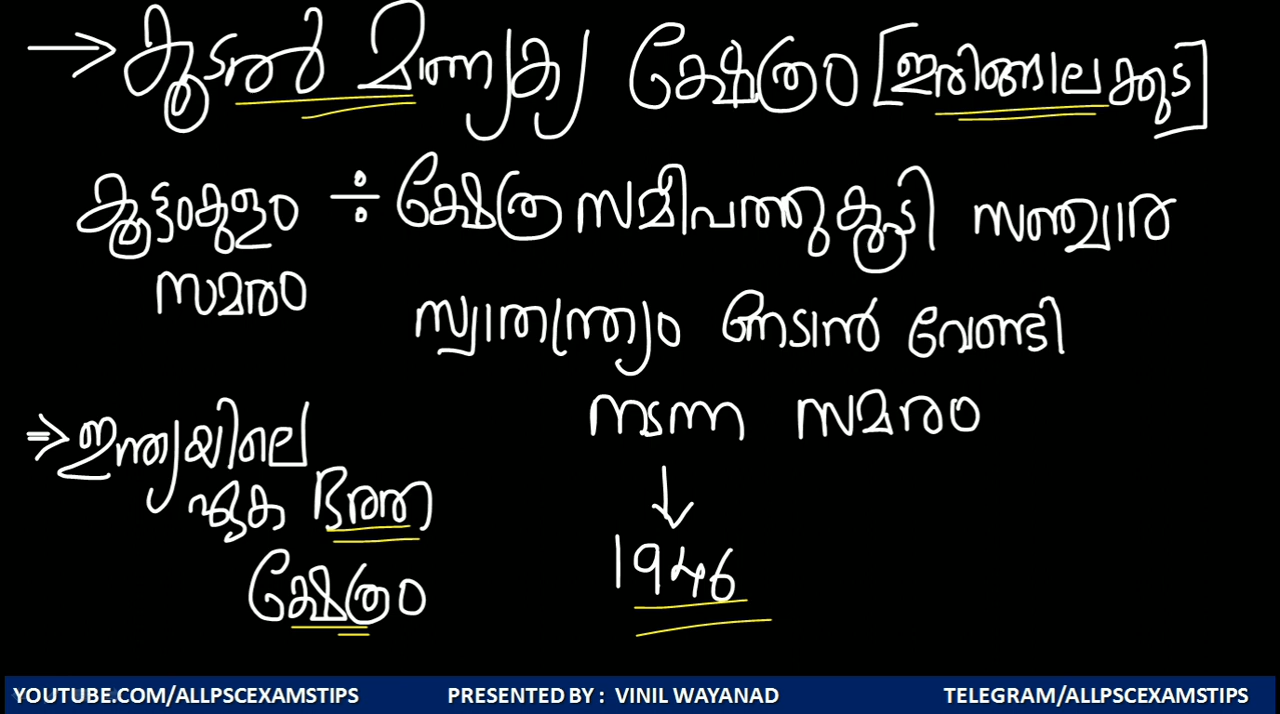 → കൂടൽ മാണ്യക്യ ക്ഷേത്രം [ഇരിങ്ങാലക്കുട]
കൂട്ടംകുളം ÷ ക്ഷേത്ര സമീപത്തുകൂടി സഞ്ചാര
സമരം
സ്വാതന്ത്ര്യം നേടാൻ വേണ്ടി
നടന്ന സമരം
⇒ ഇന്ത്യയിലെ
ഏക ഭരത
ക്ഷേത്രം
↓
1946
YOUTUBE.COM/ALLPSCEXAMSTIPS PRESENTED BY : VINIL WAYANAD TELEGRAM/ALLPSCEXAMSTIPS